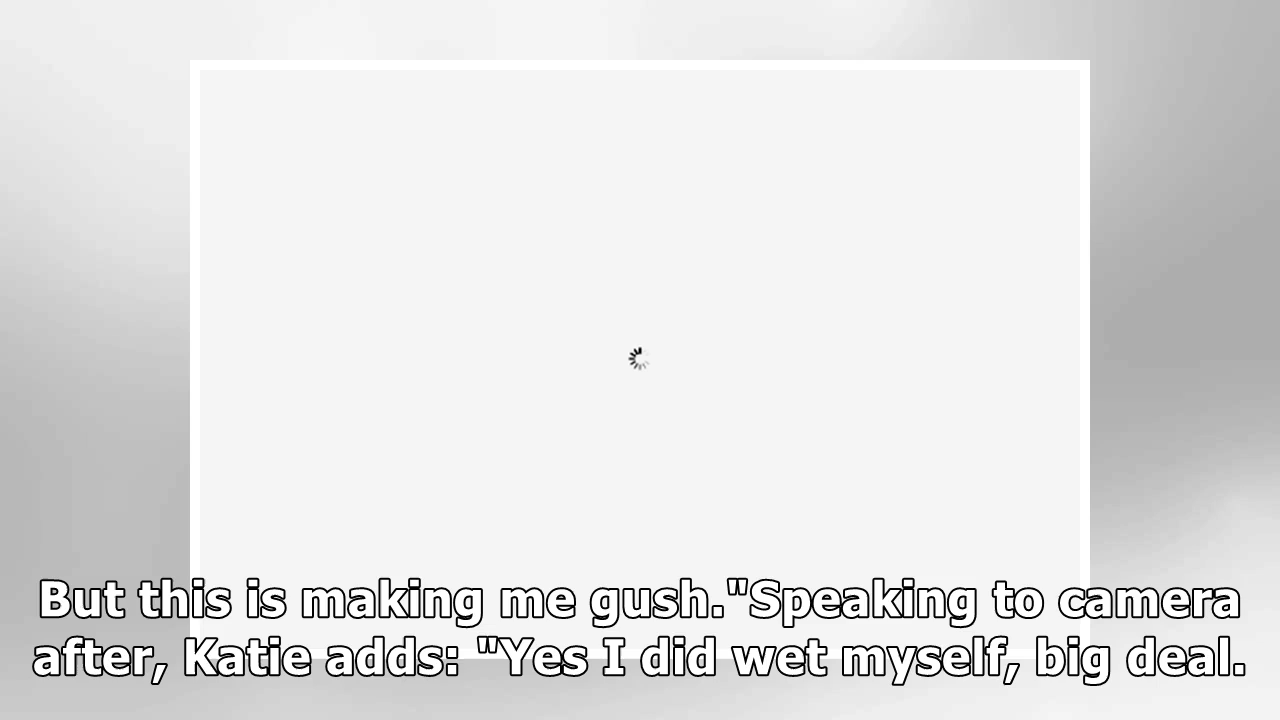 But this is making me gush."Speaking to camera
after, Katie adds: "Yes I did wet myself, big deal.